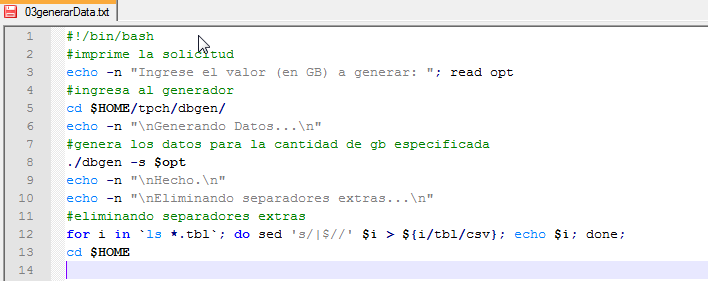 03generarData.txt
1 #!/bin/bash
2 #imprime la solicitud
3 echo -n "Ingrese el valor (en GB) a generar: "; read opt
4 #ingresa al generador
5 cd $HOME/tpch/dbgen/
6 echo -n "\nGenerando Datos...\n"
7 #genera los datos para la cantidad de gb especificada
8 ./dbgen -s $opt
9 echo -n "\nHecho.\n"
10 echo -n "\nEliminando separadores extras...\n"
11 #eliminando separadores extras
12 for i in `ls *.tbl`; do sed 's/|$//' $i > ${i/tbl/csv}; echo $i; done;
13 cd $HOME
14